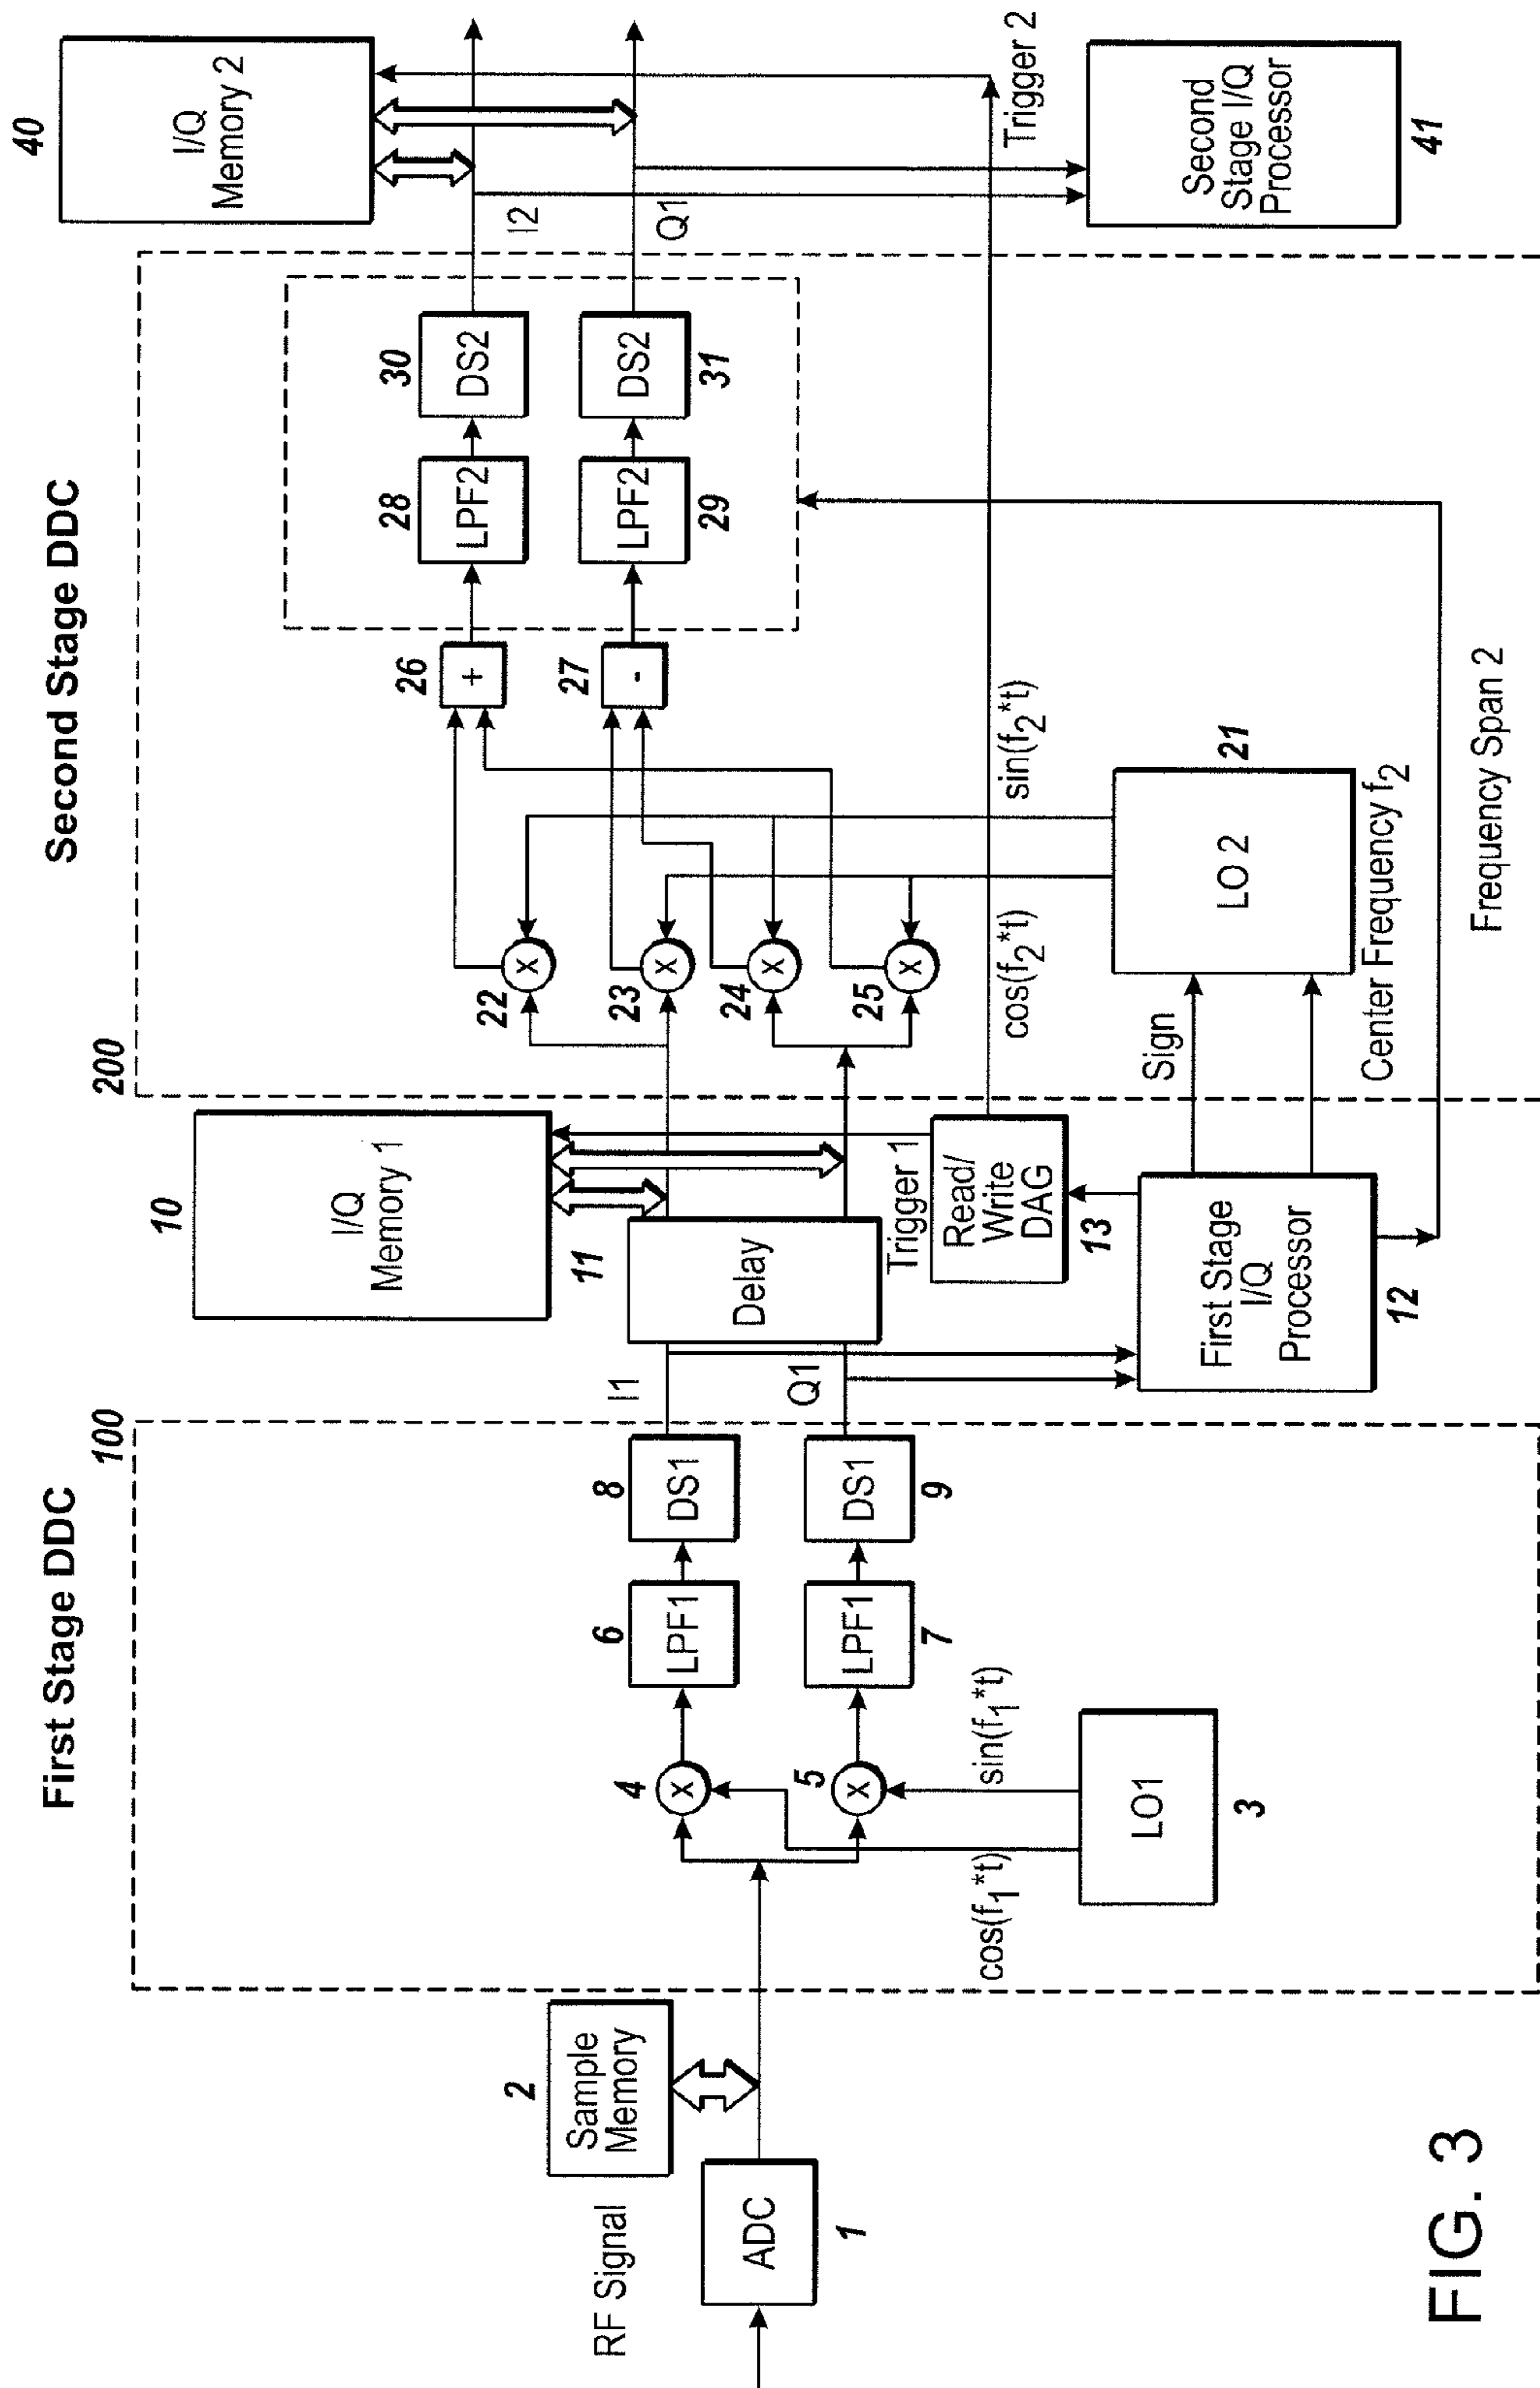 First Stage DDC
Second Stage DDC
RF Signal
ADC
1
2
Sample
Memory
100
LO1
3
cos(f1*t)
sin(f1*t)
4
X
5
X
6
LPF1
7
LPF1
8
DS1
9
DS1
I1
Q1
10
I/Q
Memory 1
11
Delay
Trigger 1
Read/
Write
DAG
13
First Stage
I/Q
Processor
12
200
Sign
Center Frequency f2
LO 2
21
cos(f2*t)
sin(f2*t)
22
X
23
X
24
X
25
X
26
+
27
-
28
LPF2
29
LPF2
30
DS2
31
DS2
Frequency Span 2
I2
Q1
40
I/Q
Memory 2
Trigger 2
Second
Stage I/Q
Processor
41
FIG. 3